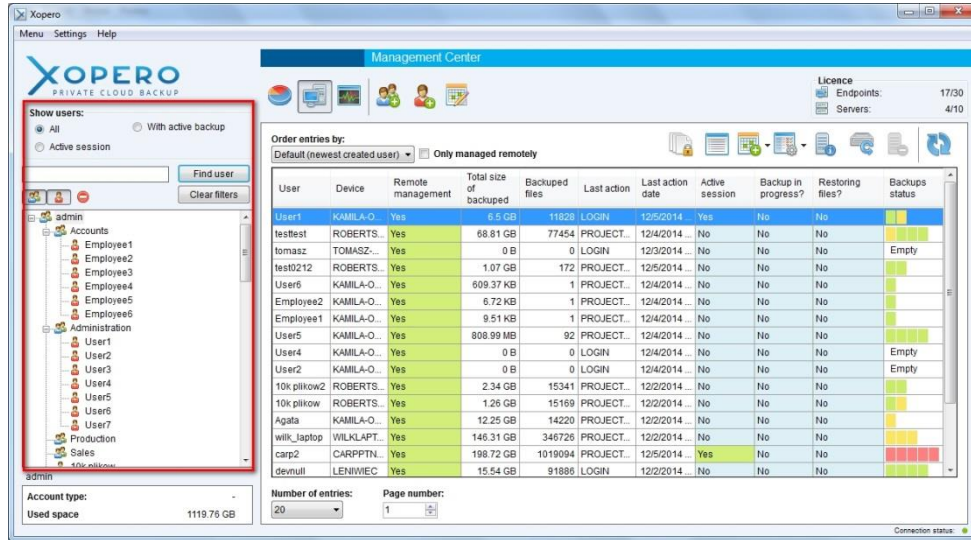 Xopero
Menu Settings Help
XOPERO
PRIVATE CLOUD BACKUP
Show users:
All
With active backup
Active session
Find user
Clear filters
admin
Accounts
Employee1
Employee2
Employee3
Employee4
Employee5
Employee6
Administration
User1
User2
User3
User4
User5
User6
User7
Production
Sales
10k plikow
admin
Account type: -
Used space 1119.76 GB
Management Center
Licence
Endpoints: 17/30
Servers: 4/10
Order entries by:
Default (newest created user) Only managed remotely
User Device Remote management Total size of backuped Backuped files Last action Last action date Active session Backup in progress? Restoring files? Backups status
User1 KAMILA-O... Yes 6.5 GB 11828 LOGIN 12/5/2014 ... Yes No No
testtest ROBERTS... Yes 68.81 GB 77454 PROJECT... 12/4/2014 ... No No No
tomasz TOMASZ-... Yes 0 B 0 LOGIN 12/3/2014 ... No No No Empty
test0212 ROBERTS... Yes 1.07 GB 172 PROJECT... 12/5/2014 ... No No No
User6 KAMILA-O... Yes 609.37 KB 1 PROJECT... 12/4/2014 ... No No No
Employee2 KAMILA-O... Yes 6.72 KB 1 PROJECT... 12/4/2014 ... No No No
Employee1 KAMILA-O... Yes 9.51 KB 1 PROJECT... 12/4/2014 ... No No No
User5 KAMILA-O... Yes 808.99 MB 92 PROJECT... 12/4/2014 ... No No No
User4 KAMILA-O... Yes 0 B 0 LOGIN 12/4/2014 ... No No No Empty
User2 KAMILA-O... Yes 0 B 0 LOGIN 12/4/2014 ... No No No Empty
10k plikow2 ROBERTS... Yes 2.34 GB 15341 PROJECT... 12/2/2014 ... No No No
10k plikow ROBERTS... Yes 1.26 GB 15169 PROJECT... 12/2/2014 ... No No No
Agata KAMILA-O... Yes 12.25 GB 14220 PROJECT... 12/2/2014 ... No No No
wilk_laptop WILKLAPT... Yes 146.31 GB 346726 PROJECT... 12/2/2014 ... No No No
carp2 CARPPTN... Yes 198.72 GB 1019094 PROJECT... 12/5/2014 ... Yes No No
devnull LENIWIEC Yes 15.54 GB 91886 LOGIN 12/2/2014 ... No No No
Number of entries: Page number:
20 1
Connection status: